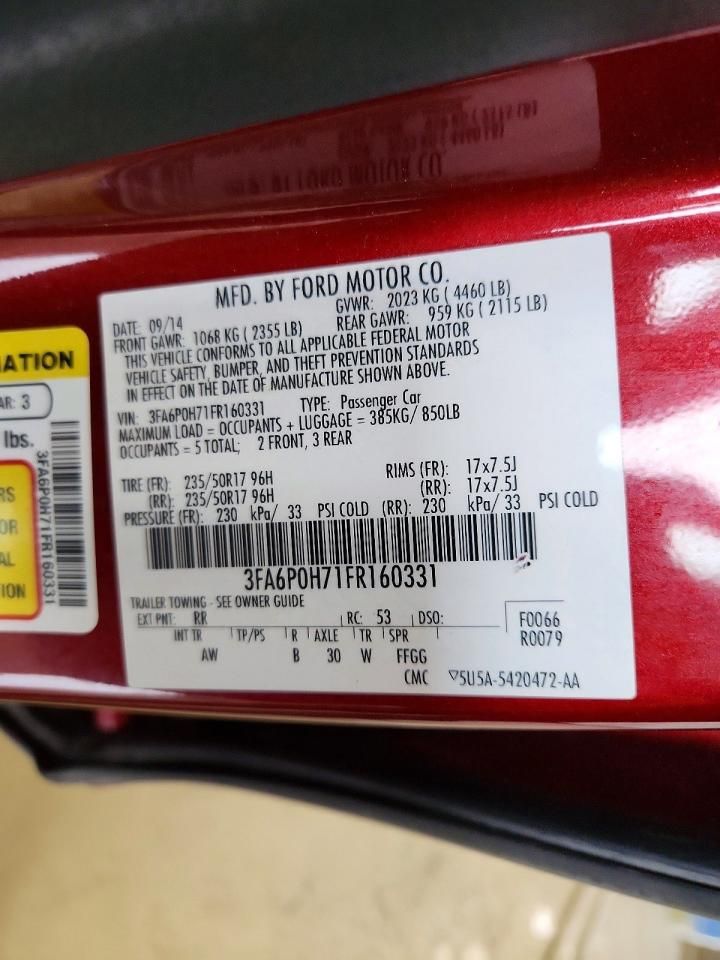 MFD. BY FORD MOTOR CO.
DATE: 09/14 GVWR: 2023 KG ( 4460 LB)
FRONT GAWR: 1068 KG ( 2355 LB) REAR GAWR: 959 KG ( 2115 LB)
THIS VEHICLE CONFORMS TO ALL APPLICABLE FEDERAL MOTOR
VEHICLE SAFETY, BUMPER, AND THEFT PREVENTION STANDARDS
IN EFFECT ON THE DATE OF MANUFACTURE SHOWN ABOVE.
VIN: 3FA6P0H71FR160331 TYPE: Passenger Car
MAXIMUM LOAD = OCCUPANTS + LUGGAGE = 385KG/ 850LB
OCCUPANTS = 5 TOTAL; 2 FRONT, 3 REAR
TIRE (FR): 235/50R17 96H RIMS (FR): 17x7.5J
(RR): 235/50R17 96H (RR): 17x7.5J
PRESSURE (FR): 230 kPa/ 33 PSI COLD (RR): 230 kPa/ 33 PSI COLD
3FA6P0H71FR160331
TRAILER TOWING - SEE OWNER GUIDE
EXT PNT: RR RC: 53 DSO: F0066
R0079
INT TR TP/PS R AXLE TR SPR
AW B 30 W FFGG
CMC ▽5U5A-5420472-AA
MATION
AR: 3
lbs.
RS
OR
AL
TION
3FA6P0H71FR160331